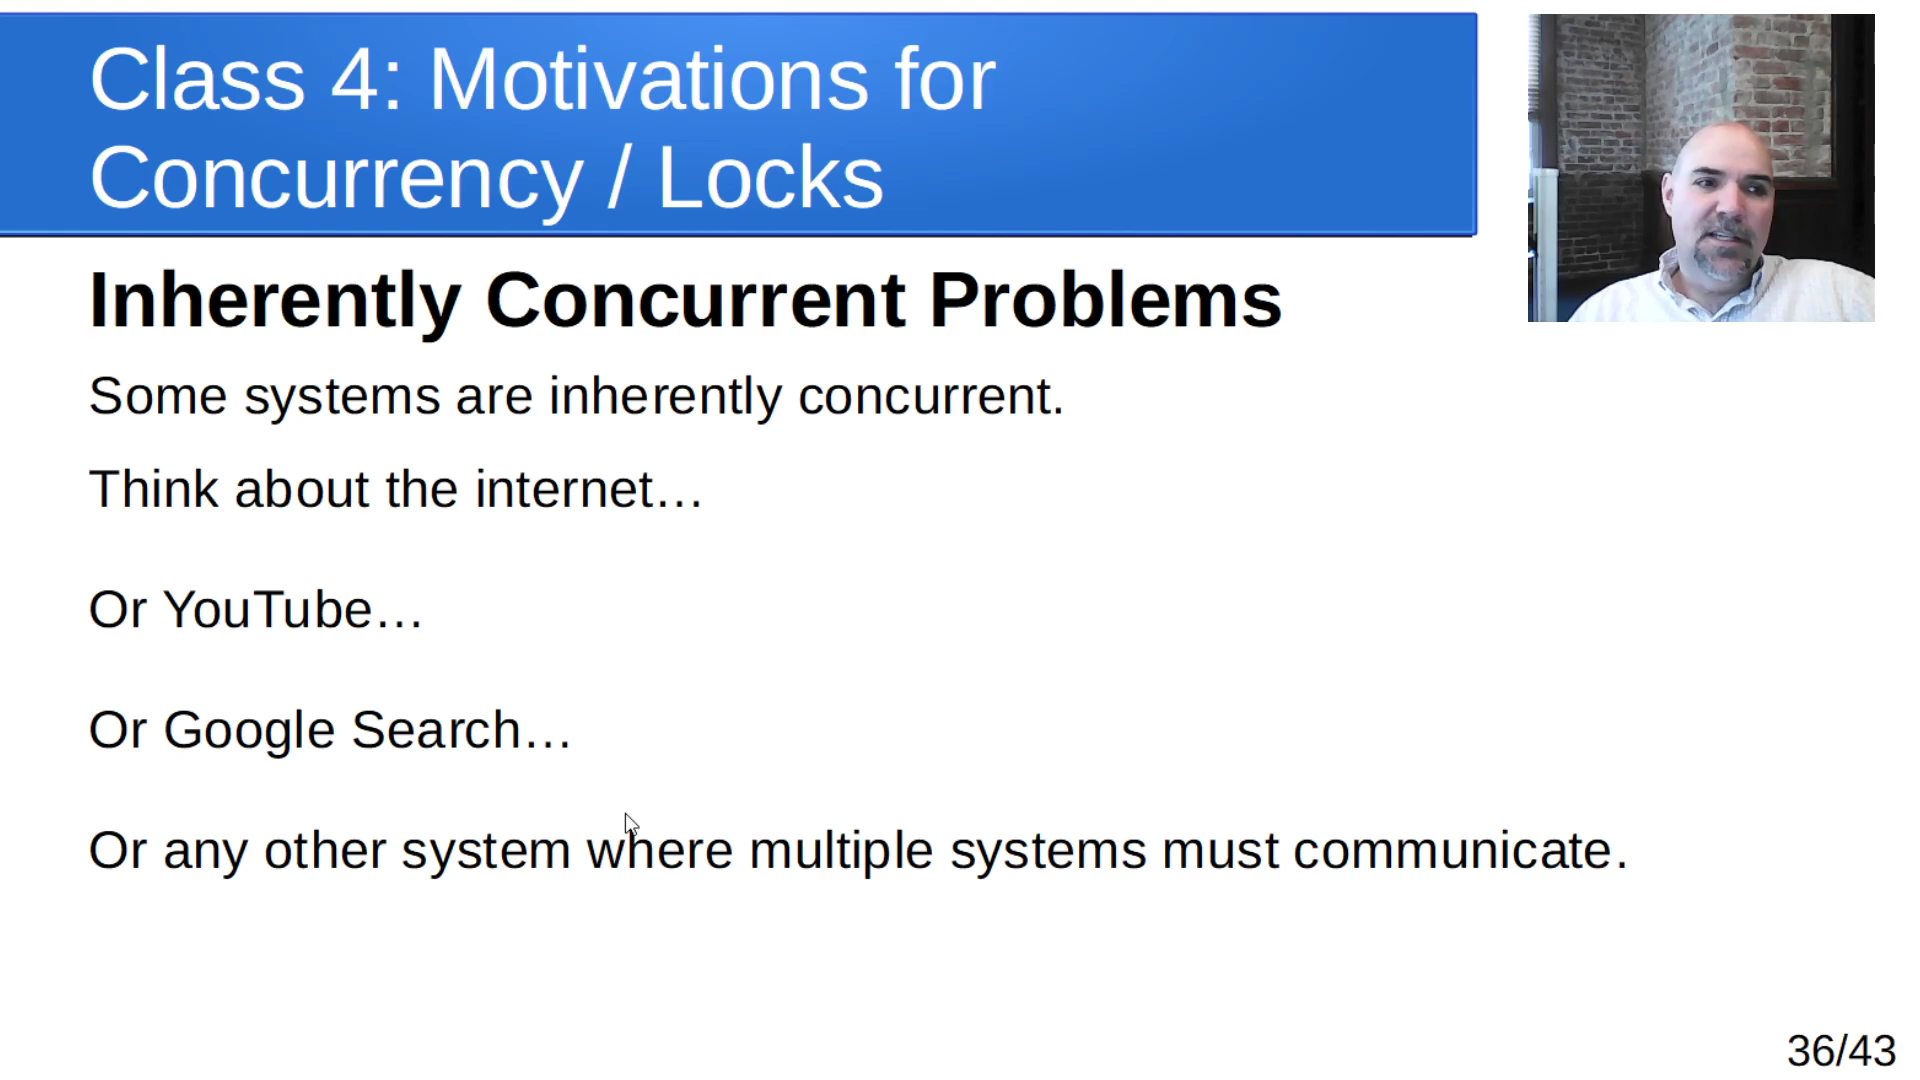 Class 4: Motivations for
Concurrency / Locks
Inherently Concurrent Problems
Some systems are inherently concurrent.
Think about the internet…
Or YouTube…
Or Google Search…
Or any other system where multiple systems must communicate.
36/43